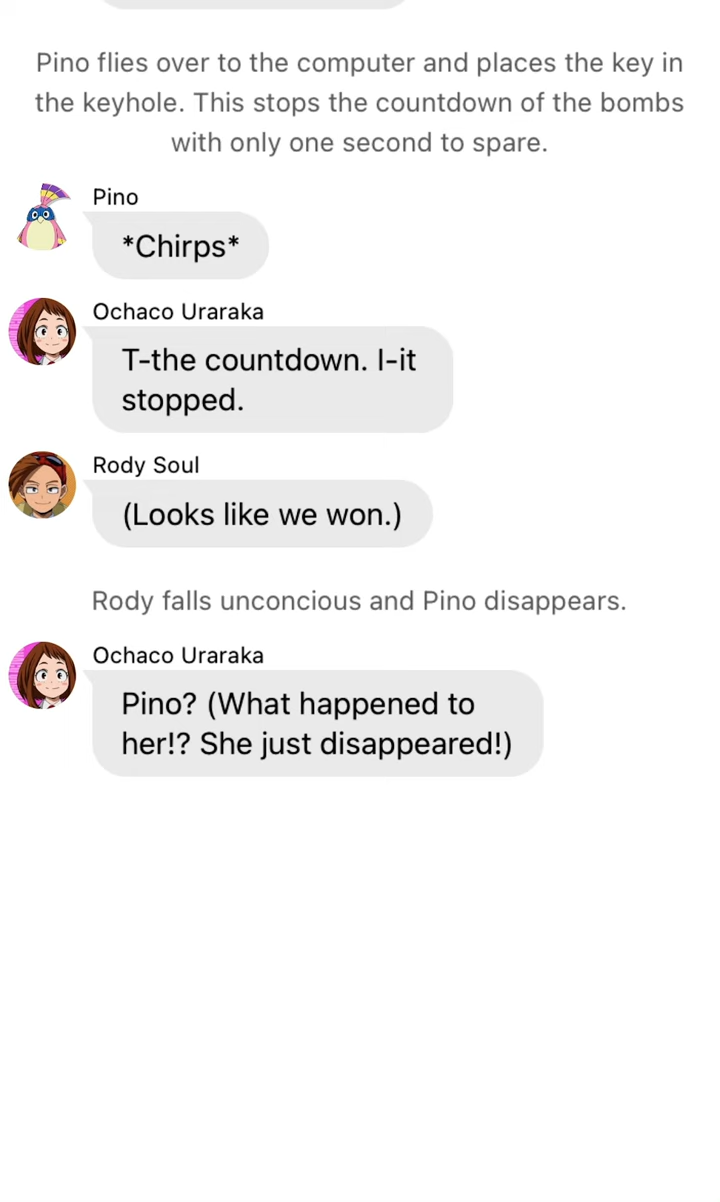 Pino flies over to the computer and places the key in
the keyhole. This stops the countdown of the bombs
with only one second to spare.
Pino
*Chirps*
Ochaco Uraraka
T-the countdown. I-it
stopped.
Rody Soul
(Looks like we won.)
Rody falls unconcious and Pino disappears.
Ochaco Uraraka
Pino? (What happened to
her!? She just disappeared!)